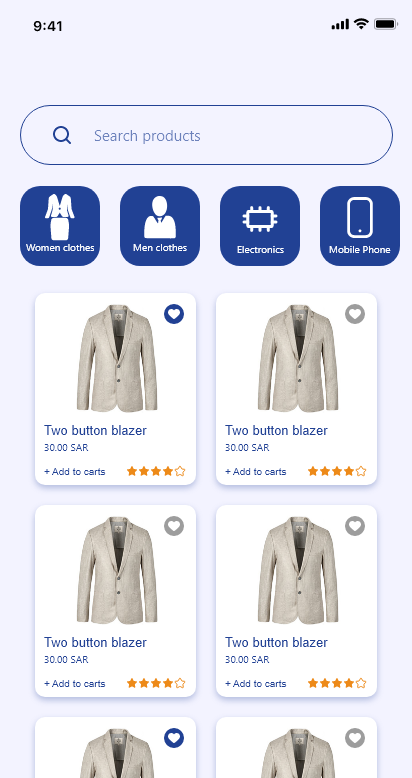 9:41
Search products
Women clothes
Men clothes
Electronics
Mobile Phone
Two button blazer
30.00 SAR
+ Add to carts
Two button blazer
30.00 SAR
+ Add to carts
Two button blazer
30.00 SAR
+ Add to carts
Two button blazer
30.00 SAR
+ Add to carts